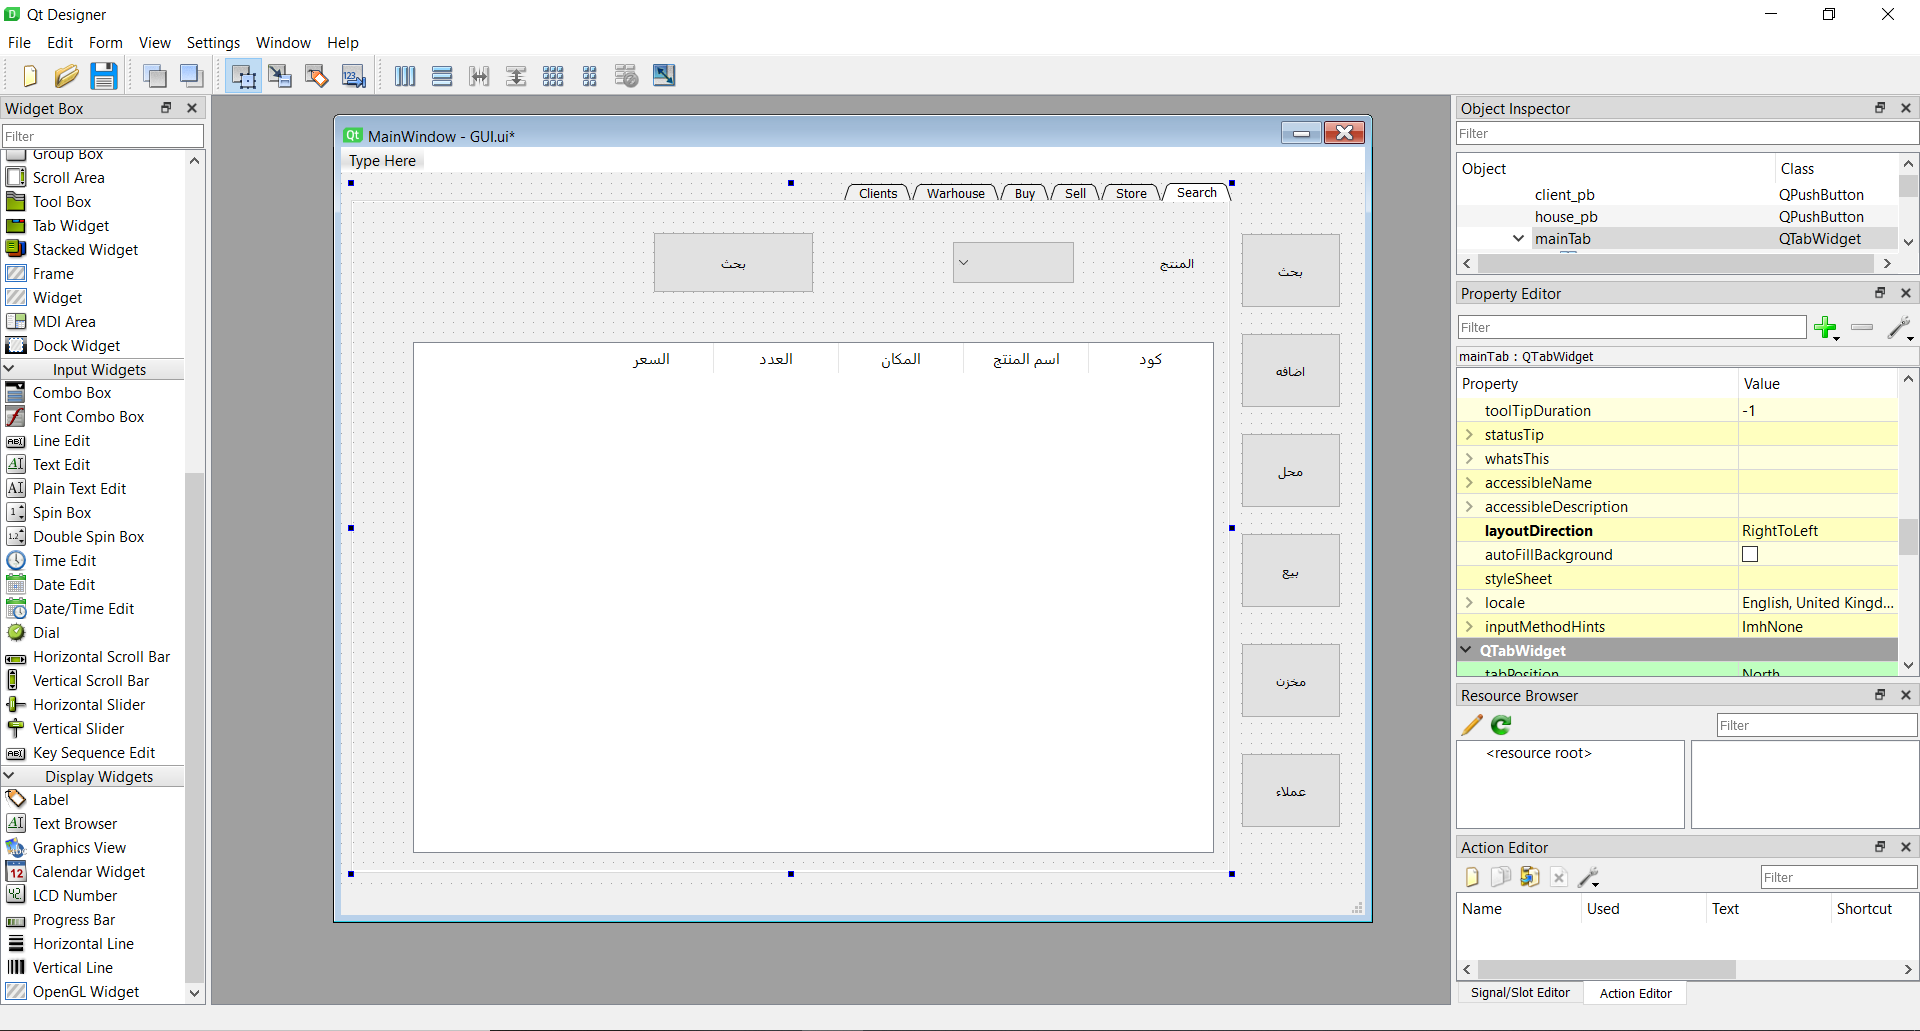 Qt Designer
File Edit Form View Settings Window Help
Widget Box
Filter
Group Box
Scroll Area
Tool Box
Tab Widget
Stacked Widget
Frame
Widget
MDI Area
Dock Widget
Input Widgets
Combo Box
Font Combo Box
Line Edit
Text Edit
Plain Text Edit
Spin Box
Double Spin Box
Time Edit
Date Edit
Date/Time Edit
Dial
Horizontal Scroll Bar
Vertical Scroll Bar
Horizontal Slider
Vertical Slider
Key Sequence Edit
Display Widgets
Label
Text Browser
Graphics View
Calendar Widget
LCD Number
Progress Bar
Horizontal Line
Vertical Line
OpenGL Widget
MainWindow - GUI.ui*
Type Here
Clients Warhouse Buy Sell Store Search
المنتج
بحث
كود اسم المنتج المكان العدد السعر
بحث
اضافه
محل
بيع
مخزن
عملاء
Object Inspector
Filter
Object Class
client_pb QPushButton
house_pb QPushButton
mainTab QTabWidget
Property Editor
Filter
mainTab : QTabWidget
Property Value
toolTipDuration -1
statusTip
whatsThis
accessibleName
accessibleDescription
layoutDirection RightToLeft
autoFillBackground
styleSheet
locale English, United Kingd...
inputMethodHints ImhNone
QTabWidget
tabPosition North
Resource Browser
Filter
<resource root>
Action Editor
Filter
Name Used Text Shortcut
Signal/Slot Editor Action Editor